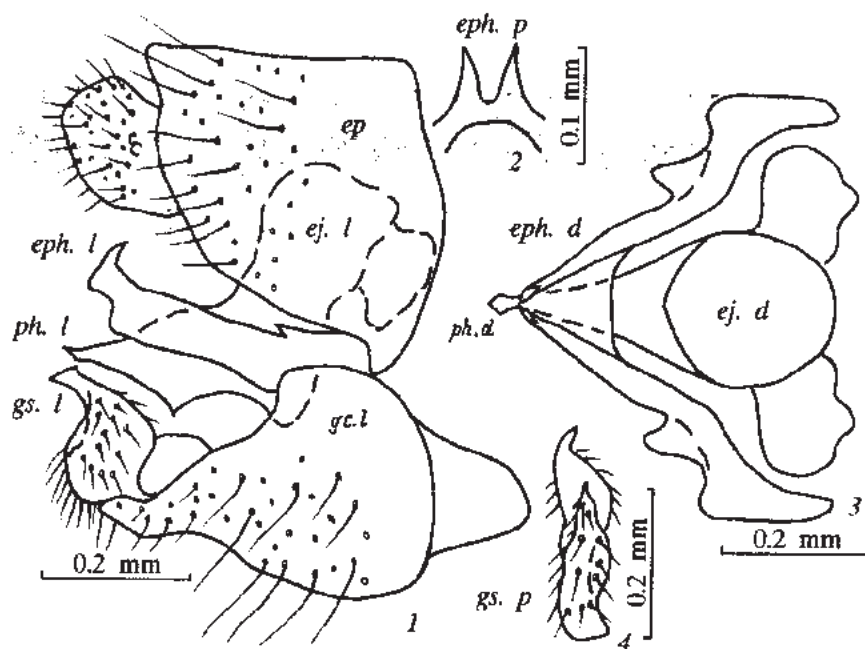 eph. p
0.1 mm
2
ep
ej. l
eph. l
ph. l
gs. l
gc.l
0.2 mm
1
eph. d
ph. d
ej. d
3
0.2 mm
gs. p
0.2 mm
4